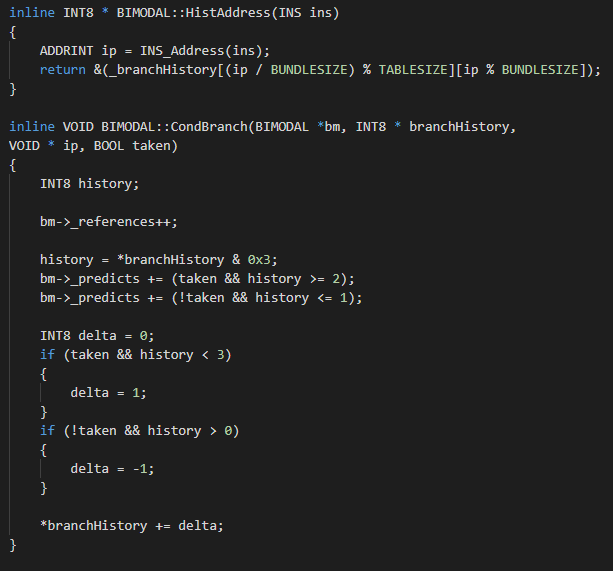 inline INT8 * BIMODAL::HistAddress(INS ins)
{
    ADDRINT ip = INS_Address(ins);
    return &(_branchHistory[(ip / BUNDLESIZE) % TABLESIZE][ip % BUNDLESIZE]);
}

inline VOID BIMODAL::CondBranch(BIMODAL *bm, INT8 * branchHistory,
VOID * ip, BOOL taken)
{
    INT8 history;

    bm->_references++;

    history = *branchHistory & 0x3;
    bm->_predicts += (taken && history >= 2);
    bm->_predicts += (!taken && history <= 1);

    INT8 delta = 0;
    if (taken && history < 3)
    {
        delta = 1;
    }
    if (!taken && history > 0)
    {
        delta = -1;
    }

    *branchHistory += delta;
}